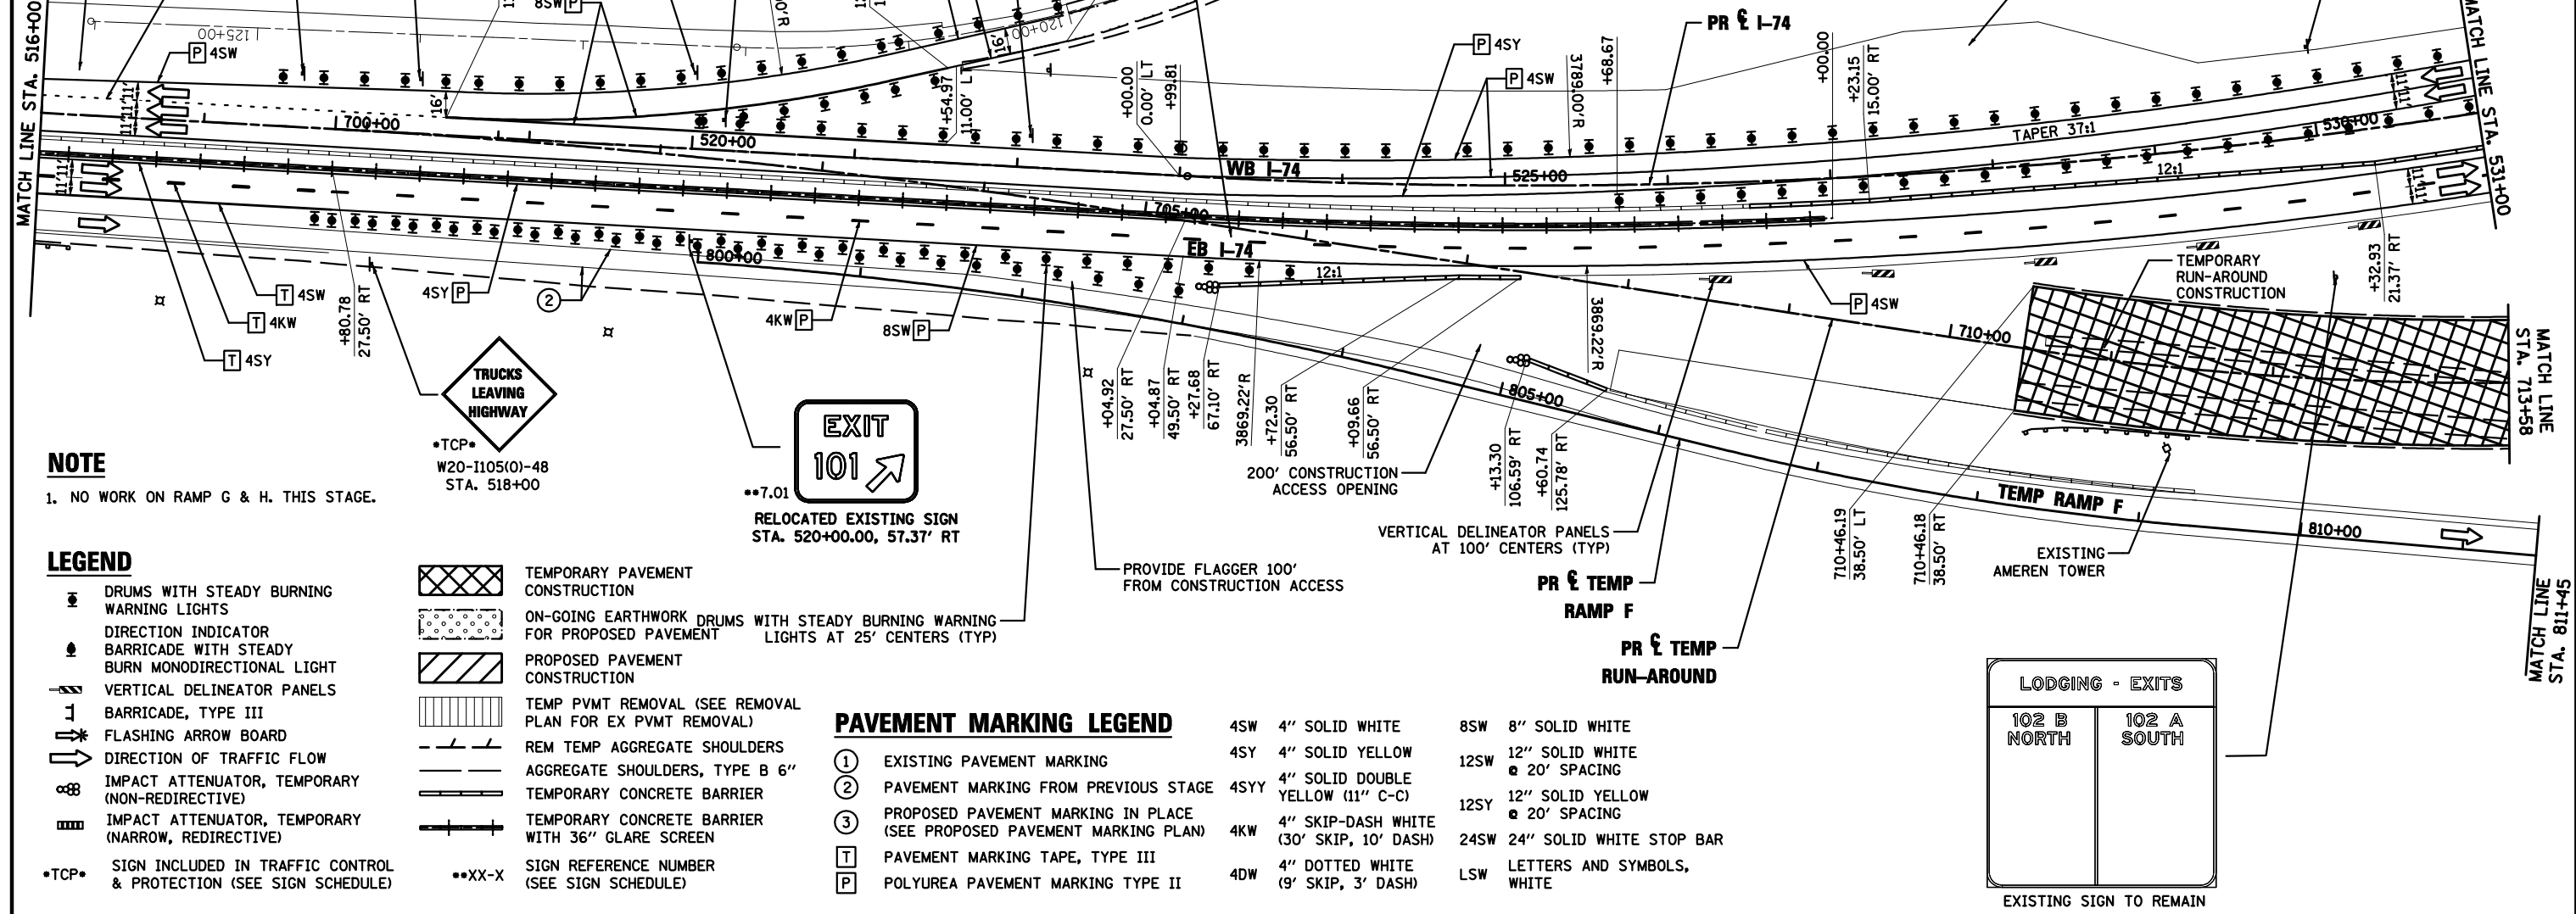 MATCH LINE STA. 516+00
125+00
8SW P
120+00
16'
P 4SW
11' 11' 11'
16'
700+00
520+00
+54.97
11.00' LT
+00.00
0.00' LT
+99.81
P 4SY
P 4SW
3789.00'R
+68.67
PR ℄ I-74
+00.00
+23.15
15.00' RT
TAPER 37:1
530+00
11' 11'
MATCH LINE STA. 531+00
11' 11'
WB I-74
525+00
12:1
11' 11'
705+00
EB I-74
800+00
12:1
T 4SW
T 4KW
T 4SY
+80.78
27.50' RT
4SY P
2
4KW P
8SW P
+04.92
27.50' RT
+04.87
49.50' RT
+27.68
67.10' RT
3869.22'R
+72.30
56.50' RT
+09.66
56.50' RT
3869.22'R
P 4SW
710+00
TEMPORARY
RUN-AROUND
CONSTRUCTION
+32.93
21.37' RT
MATCH LINE
STA. 713+58
TRUCKS
LEAVING
HIGHWAY
*TCP*
W20-I105(O)-48
STA. 518+00
EXIT
101
**7.01
RELOCATED EXISTING SIGN
STA. 520+00.00, 57.37' RT
200' CONSTRUCTION
ACCESS OPENING
805+00
+13.30
106.59' RT
+60.74
125.78' RT
VERTICAL DELINEATOR PANELS
AT 100' CENTERS (TYP)
PROVIDE FLAGGER 100'
FROM CONSTRUCTION ACCESS
PR ℄ TEMP
RAMP F
PR ℄ TEMP
RUN-AROUND
710+46.19
38.50' LT
710+46.18
38.50' RT
TEMP RAMP F
EXISTING
AMEREN TOWER
810+00
MATCH LINE
STA. 811+45
NOTE
1. NO WORK ON RAMP G & H. THIS STAGE.
LEGEND
DRUMS WITH STEADY BURNING
WARNING LIGHTS
DIRECTION INDICATOR
BARRICADE WITH STEADY
BURN MONODIRECTIONAL LIGHT
VERTICAL DELINEATOR PANELS
BARRICADE, TYPE III
FLASHING ARROW BOARD
DIRECTION OF TRAFFIC FLOW
IMPACT ATTENUATOR, TEMPORARY
(NON-REDIRECTIVE)
IMPACT ATTENUATOR, TEMPORARY
(NARROW, REDIRECTIVE)
*TCP* SIGN INCLUDED IN TRAFFIC CONTROL
& PROTECTION (SEE SIGN SCHEDULE)
TEMPORARY PAVEMENT
CONSTRUCTION
ON-GOING EARTHWORK
FOR PROPOSED PAVEMENT
DRUMS WITH STEADY BURNING WARNING
LIGHTS AT 25' CENTERS (TYP)
PROPOSED PAVEMENT
CONSTRUCTION
TEMP PVMT REMOVAL (SEE REMOVAL
PLAN FOR EX PVMT REMOVAL)
REM TEMP AGGREGATE SHOULDERS
AGGREGATE SHOULDERS, TYPE B 6"
TEMPORARY CONCRETE BARRIER
TEMPORARY CONCRETE BARRIER
WITH 36" GLARE SCREEN
**XX-X SIGN REFERENCE NUMBER
(SEE SIGN SCHEDULE)
PAVEMENT MARKING LEGEND
1 EXISTING PAVEMENT MARKING
2 PAVEMENT MARKING FROM PREVIOUS STAGE
3 PROPOSED PAVEMENT MARKING IN PLACE
(SEE PROPOSED PAVEMENT MARKING PLAN)
T PAVEMENT MARKING TAPE, TYPE III
P POLYUREA PAVEMENT MARKING TYPE II
4SW 4" SOLID WHITE
4SY 4" SOLID YELLOW
4SYY 4" SOLID DOUBLE
YELLOW (11" C-C)
4KW 4" SKIP-DASH WHITE
(30' SKIP, 10' DASH)
4DW 4" DOTTED WHITE
(9' SKIP, 3' DASH)
8SW 8" SOLID WHITE
12SW 12" SOLID WHITE
@ 20' SPACING
12SY 12" SOLID YELLOW
@ 20' SPACING
24SW 24" SOLID WHITE STOP BAR
LSW LETTERS AND SYMBOLS,
WHITE
LODGING - EXITS
102 B
NORTH
102 A
SOUTH
EXISTING SIGN TO REMAIN